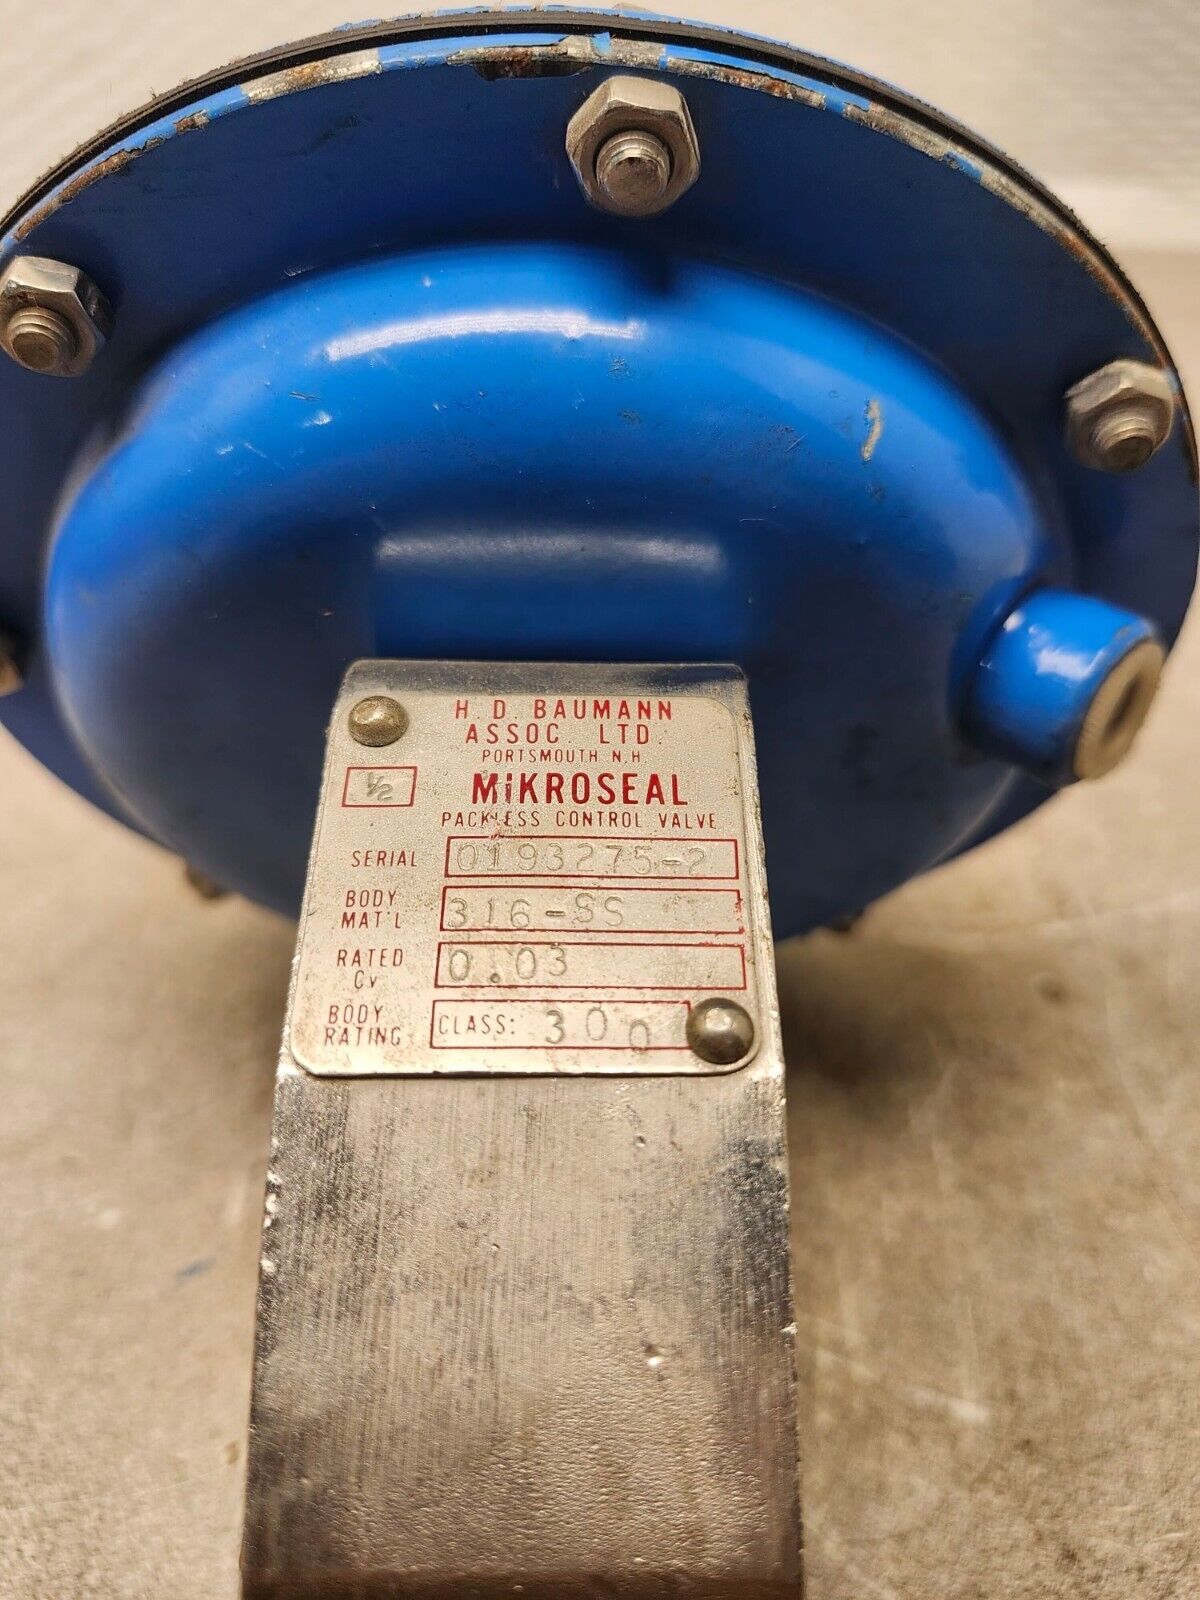 H. D. BAUMANN
ASSOC. LTD.
PORTSMOUTH N.H.
1/2
MiKROSEAL
PACKLESS CONTROL VALVE
SERIAL 0193275-2
BODY MAT'L 316-SS
RATED Cv 0.03
BODY RATING CLASS: 300